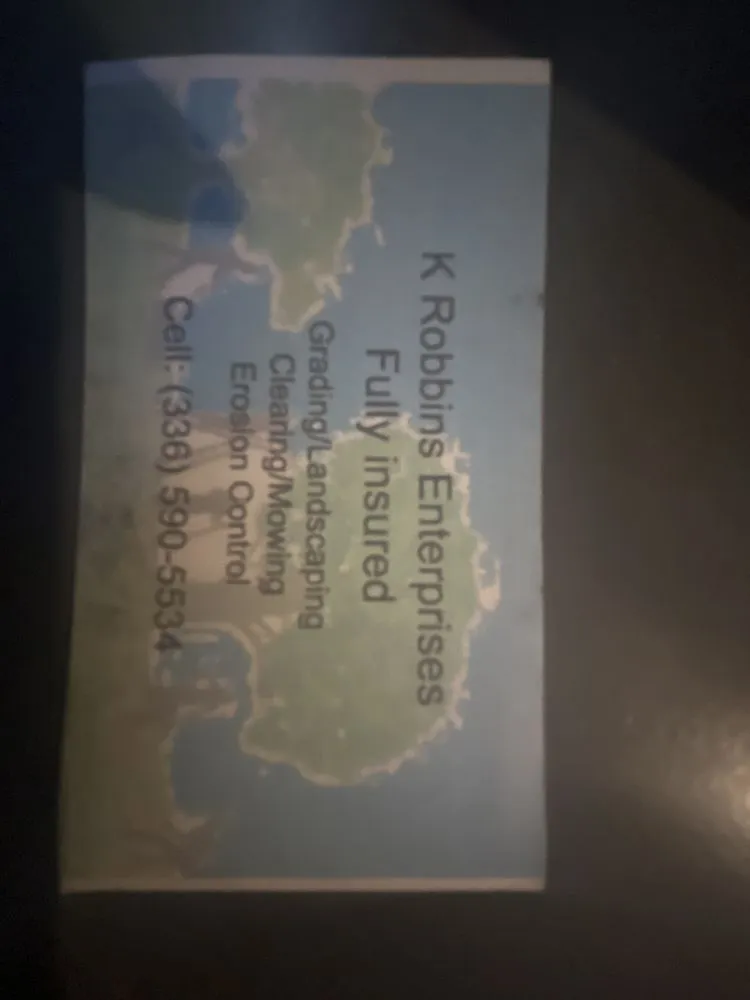 K Robbins Enterprises
Fully insured
Grading/Landscaping
Clearing/Mowing
Erosion Control
Cell: (336) 590-5534